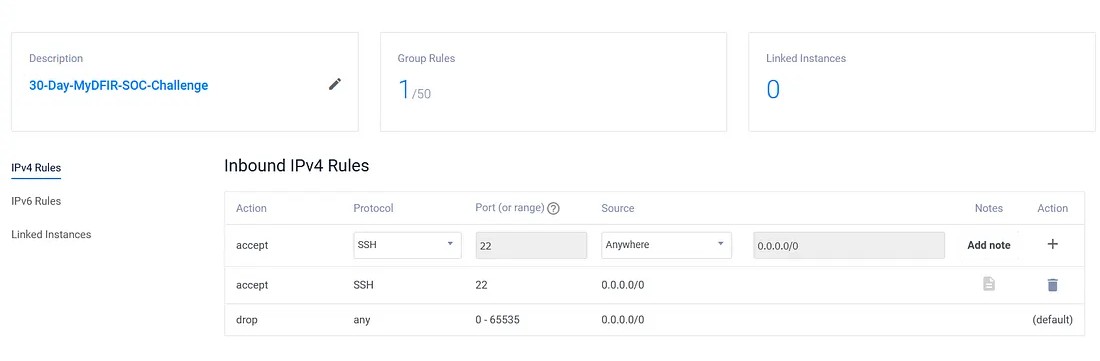 Description
30-Day-MyDFIR-SOC-Challenge
Group Rules
1/50
Linked Instances
0
IPv4 Rules
IPv6 Rules
Linked Instances
Inbound IPv4 Rules
Action Protocol Port (or range) ? Source Notes Action
accept SSH 22 Anywhere 0.0.0.0/0 Add note +
accept SSH 22 0.0.0.0/0
drop any 0 - 65535 0.0.0.0/0 (default)